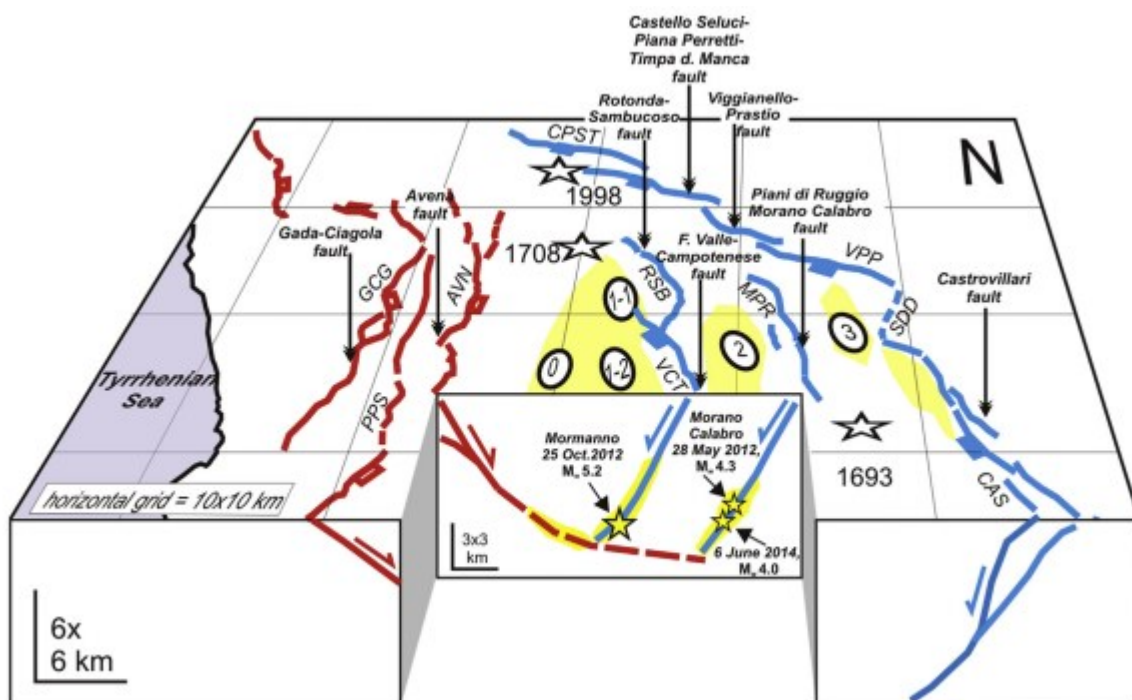 Castello Seluci-
Piana Perretti-
Timpa d. Manca
fault
Rotonda-
Sambucoso
fault
Viggianello-
Prastio
fault
CPST
N
1998
Avena
fault
Piani di Ruggio
Morano Calabro
fault
Gada-Ciagola
fault
1708
F. Valle-
Campotenese
fault
VPP
Castrovillari
fault
GCG
AVN
RSB
MPR
SDD
1-1
2
3
0
1-2
VCT
Tyrrhenian
Sea
PPS
Mormanno
25 Oct.2012
Mw 5.2
Morano
Calabro
28 May 2012,
Mw 4.3
1693
CAS
horizontal grid = 10x10 km
3x3
km
6 June 2014,
Mw 4.0
6x
6 km